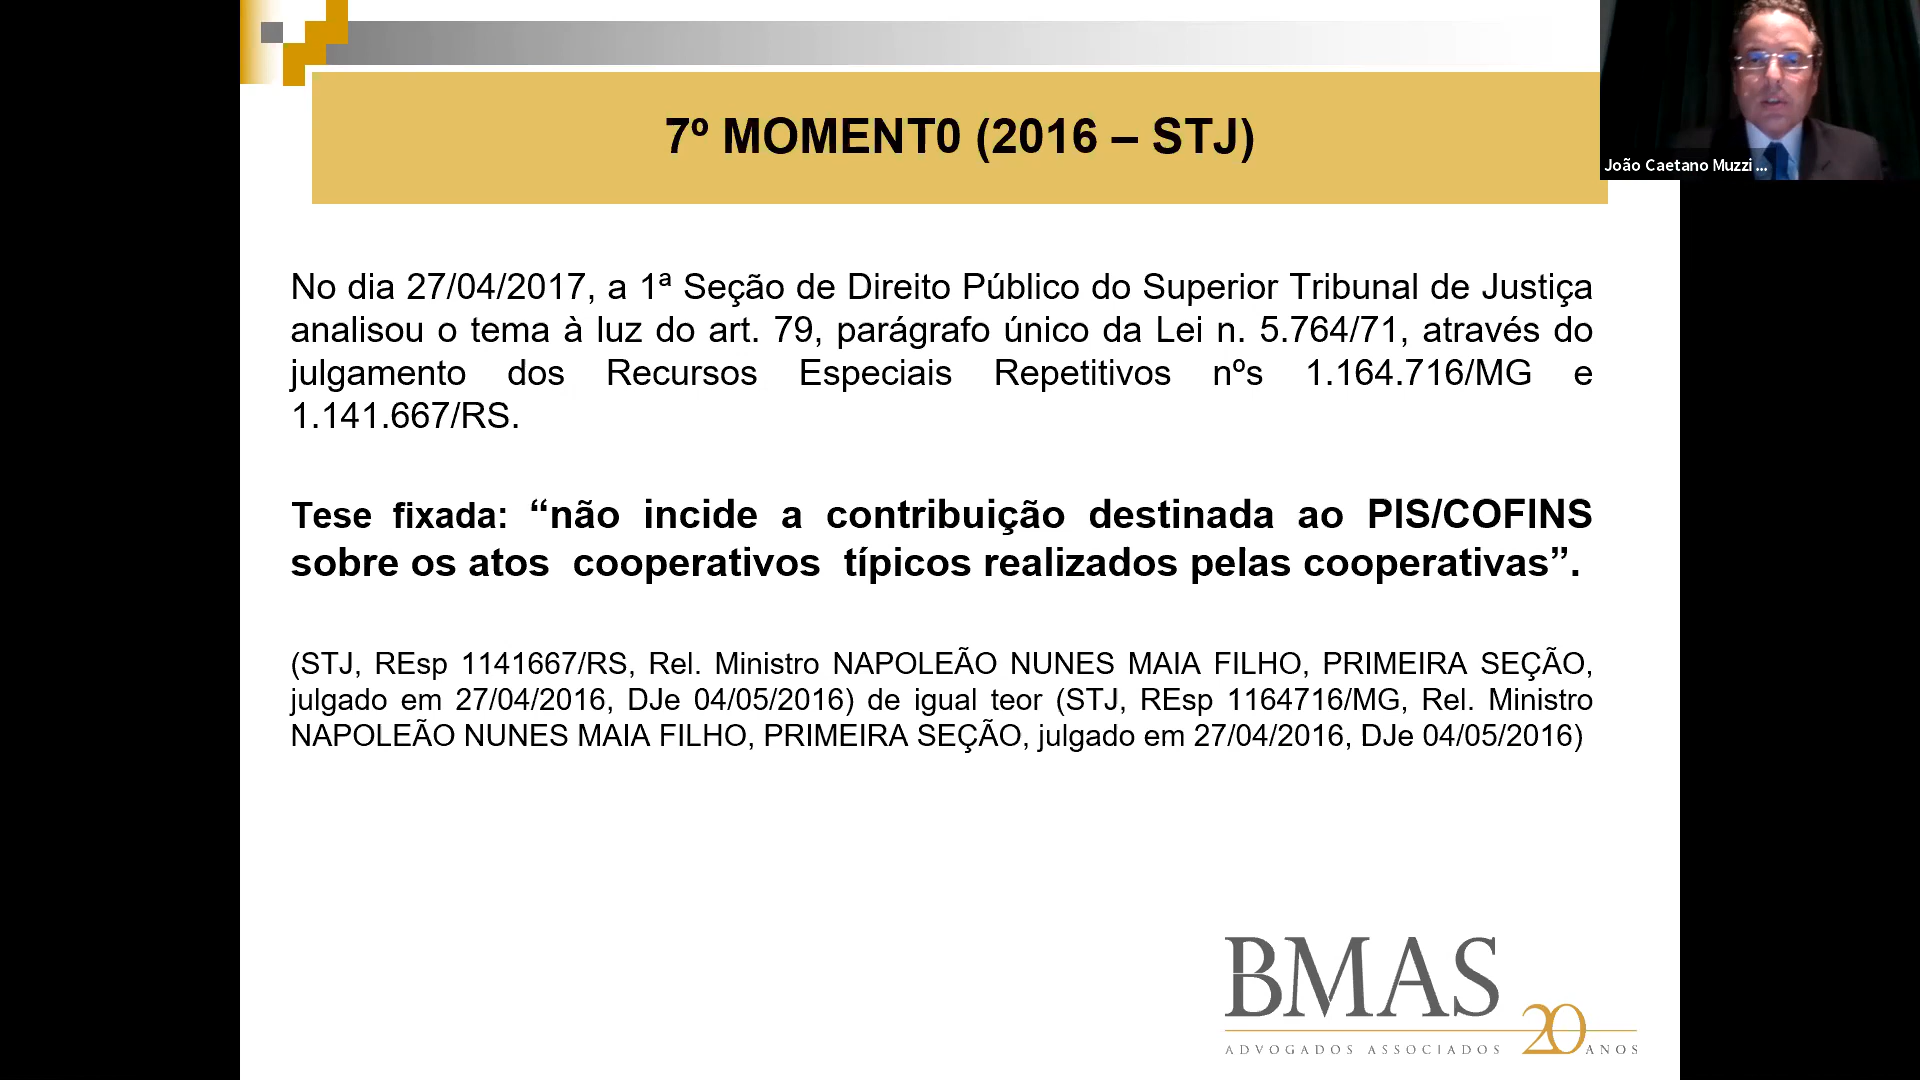 7º MOMENT0 (2016 – STJ)
João Caetano Muzzi ...
No dia 27/04/2017, a 1ª Seção de Direito Público do Superior Tribunal de Justiça
analisou o tema à luz do art. 79, parágrafo único da Lei n. 5.764/71, através do
julgamento dos Recursos Especiais Repetitivos nºs 1.164.716/MG e
1.141.667/RS.
Tese fixada: “não incide a contribuição destinada ao PIS/COFINS
sobre os atos cooperativos típicos realizados pelas cooperativas”.
(STJ, REsp 1141667/RS, Rel. Ministro NAPOLEÃO NUNES MAIA FILHO, PRIMEIRA SEÇÃO,
julgado em 27/04/2016, DJe 04/05/2016) de igual teor (STJ, REsp 1164716/MG, Rel. Ministro
NAPOLEÃO NUNES MAIA FILHO, PRIMEIRA SEÇÃO, julgado em 27/04/2016, DJe 04/05/2016)
BMAS
ADVOGADOS ASSOCIADOS 20 ANOS